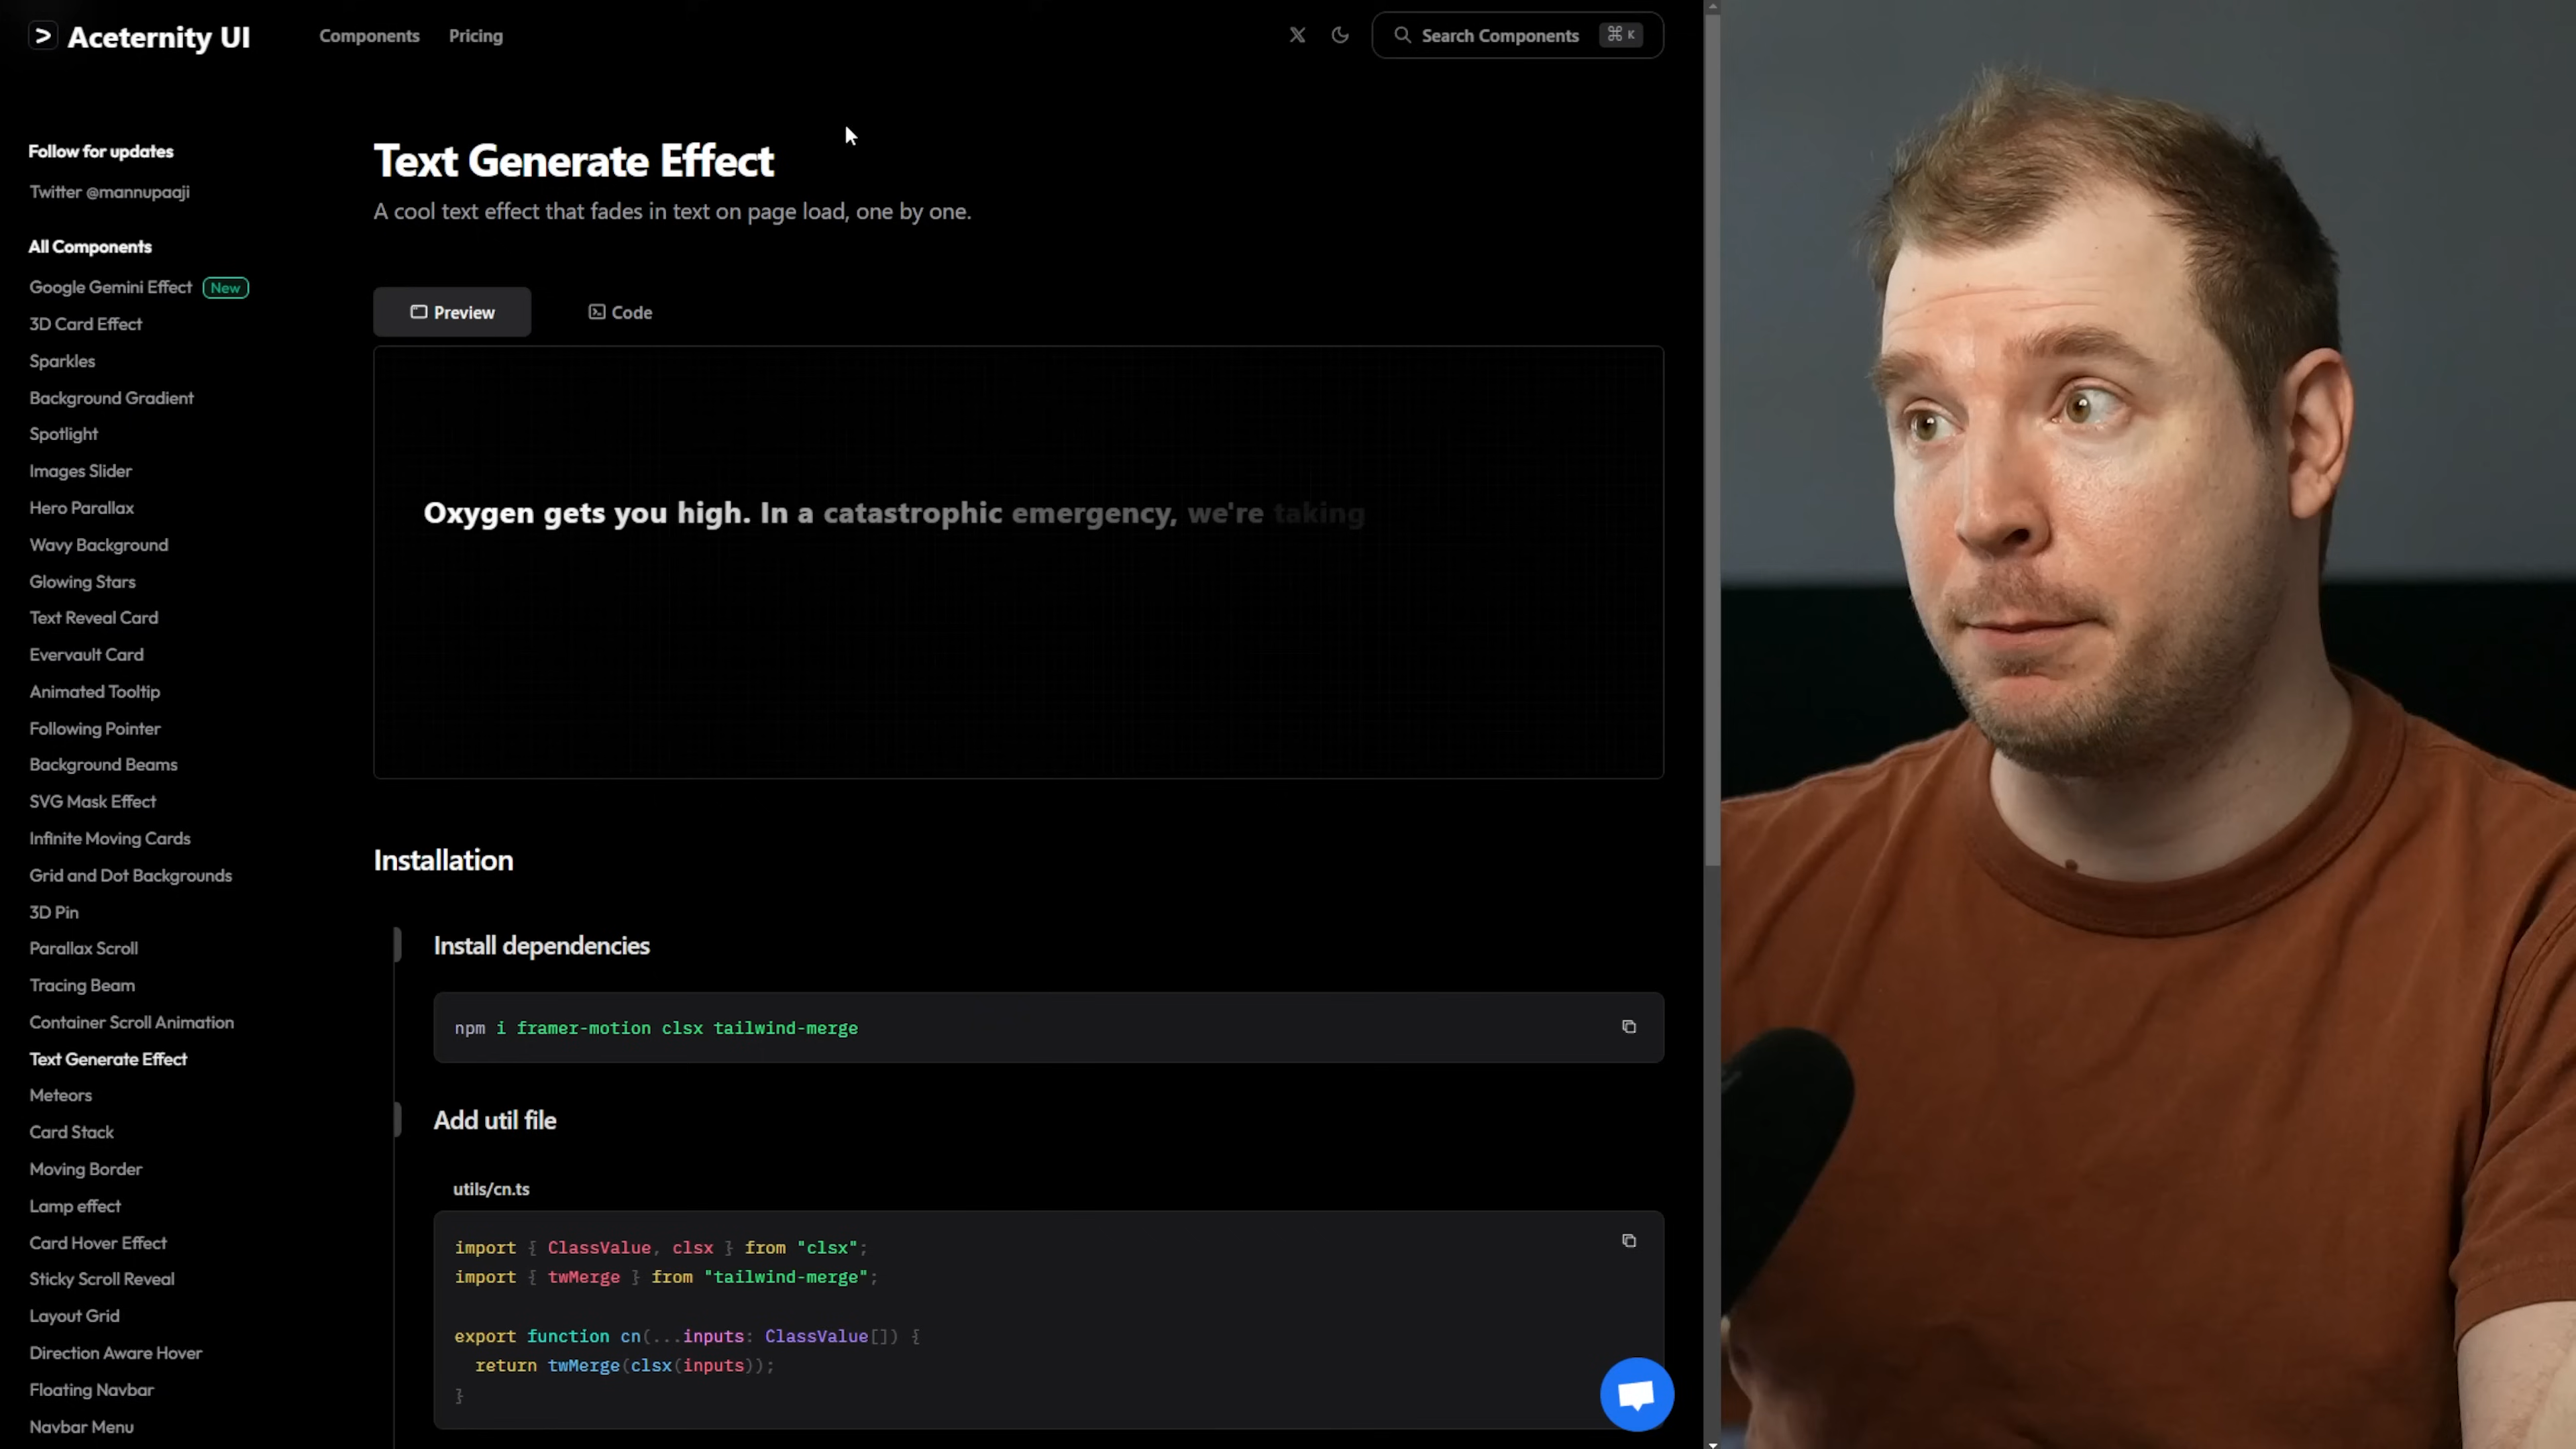 > Aceternity UI
Components
Pricing
Search Components
⌘ K
Follow for updates
Twitter @mannupaaji
All Components
Google Gemini Effect New
3D Card Effect
Sparkles
Background Gradient
Spotlight
Images Slider
Hero Parallax
Wavy Background
Glowing Stars
Text Reveal Card
Evervault Card
Animated Tooltip
Following Pointer
Background Beams
SVG Mask Effect
Infinite Moving Cards
Grid and Dot Backgrounds
3D Pin
Parallax Scroll
Tracing Beam
Container Scroll Animation
Text Generate Effect
Meteors
Card Stack
Moving Border
Lamp effect
Card Hover Effect
Sticky Scroll Reveal
Layout Grid
Direction Aware Hover
Floating Navbar
Navbar Menu
Text Generate Effect
A cool text effect that fades in text on page load, one by one.
Preview
Code
Oxygen gets you high. In a catastrophic emergency, we're taking
Installation
Install dependencies
npm i framer-motion clsx tailwind-merge
Add util file
utils/cn.ts
import { ClassValue, clsx } from "clsx";
import { twMerge } from "tailwind-merge";
export function cn(...inputs: ClassValue[]) {
return twMerge(clsx(inputs));
}